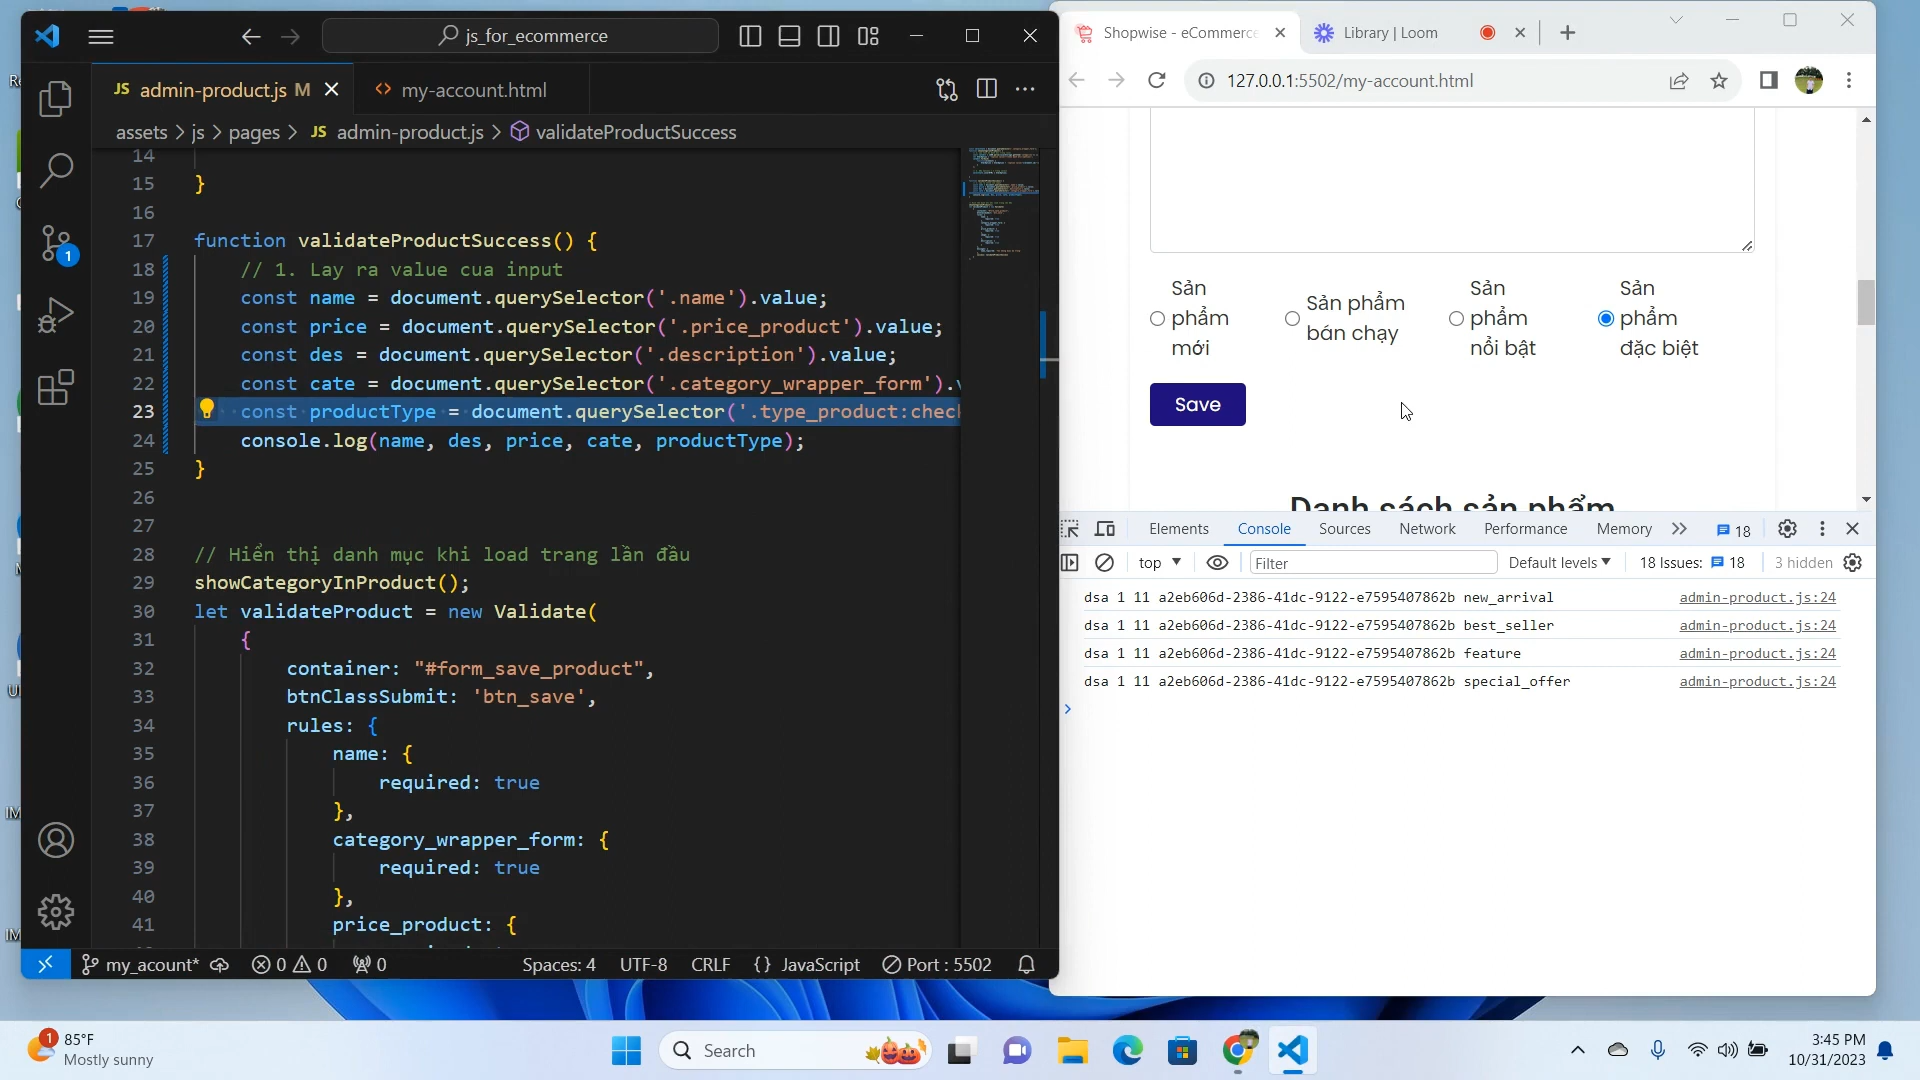 js_for_ecommerce
JS admin-product.js M
<> my-account.html
assets > js > pages > JS admin-product.js > validateProductSuccess
14
15 }
16
17 function validateProductSuccess() {
18 // 1. Lay ra value cua input
19 const name = document.querySelector('.name').value;
20 const price = document.querySelector('.price_product').value;
21 const des = document.querySelector('.description').value;
22 const cate = document.querySelector('.category_wrapper_form').
23 const productType = document.querySelector('.type_product:chec
24 console.log(name, des, price, cate, productType);
25 }
26
27
28 // Hiển thị danh mục khi load trang lần đầu
29 showCategoryInProduct();
30 let validateProduct = new Validate(
31 {
32 container: "#form_save_product",
33 btnClassSubmit: 'btn_save',
34 rules: {
35 name: {
36 required: true
37 },
38 category_wrapper_form: {
39 required: true
40 },
41 price_product: {
1
my_acount*
0 0
0
Spaces: 4
UTF-8
CRLF
{} JavaScript
Port : 5502
Shopwise - eCommerce
Library | Loom
127.0.0.1:5502/my-account.html
Sản phẩm mới
Sản phẩm bán chạy
Sản phẩm nổi bật
Sản phẩm đặc biệt
Save
Danh sách sản phẩm
Elements
Console
Sources
Network
Performance
Memory
18
top
Filter
Default levels
18 Issues: 18
3 hidden
dsa 1 11 a2eb606d-2386-41dc-9122-e7595407862b new_arrival admin-product.js:24
dsa 1 11 a2eb606d-2386-41dc-9122-e7595407862b best_seller admin-product.js:24
dsa 1 11 a2eb606d-2386-41dc-9122-e7595407862b feature admin-product.js:24
dsa 1 11 a2eb606d-2386-41dc-9122-e7595407862b special_offer admin-product.js:24
1
85°F
Mostly sunny
Search
3:45 PM
10/31/2023